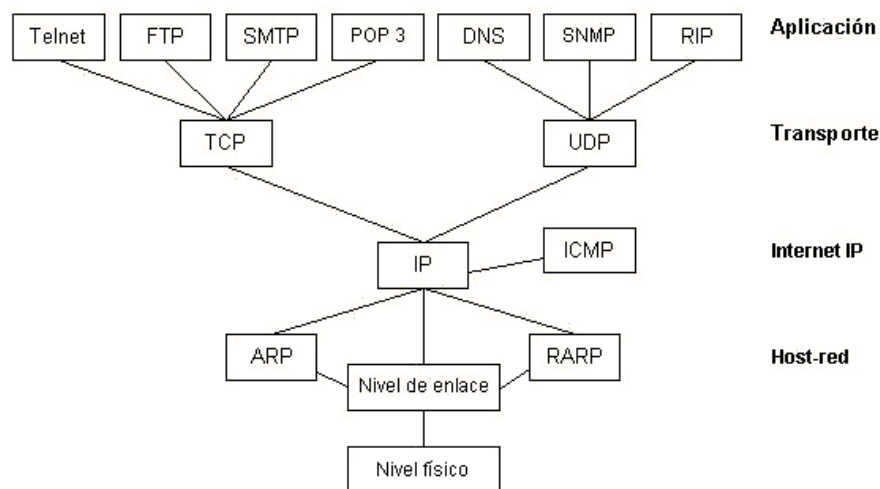 Telnet FTP SMTP POP 3 DNS SNMP RIP Aplicación
TCP UDP Transporte
IP ICMP Internet IP
ARP RARP Host-red
Nivel de enlace
Nivel físico